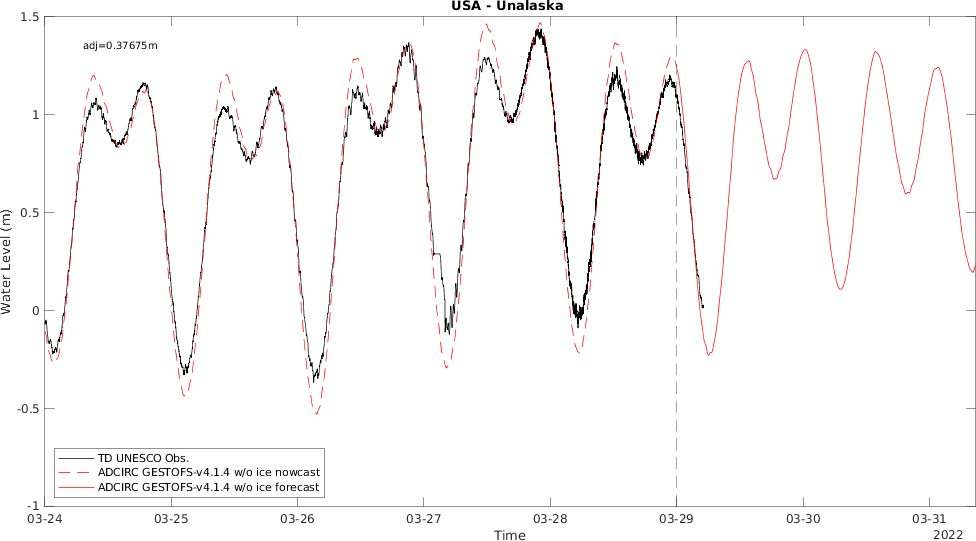 USA - Unalaska
adj=0.37675m
Water Level (m)
1.5
1
0.5
0
-0.5
-1
TD UNESCO Obs.
ADCIRC GESTOFS-v4.1.4 w/o ice nowcast
ADCIRC GESTOFS-v4.1.4 w/o ice forecast
03-24 03-25 03-26 03-27 03-28 03-29 03-30 03-31
Time
2022